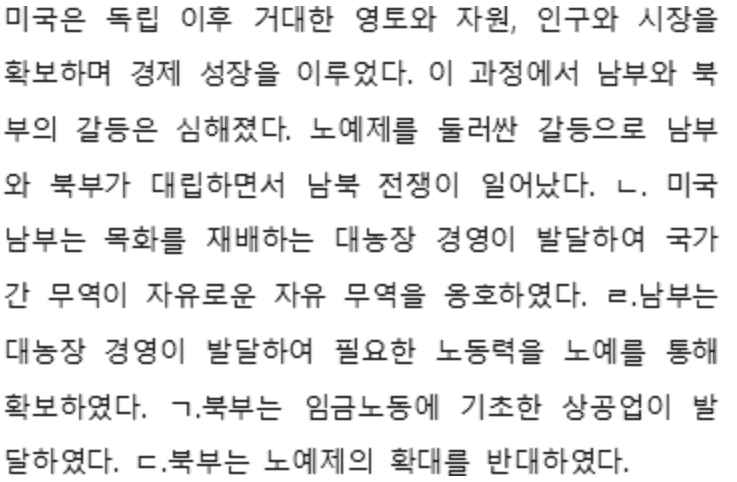 미국은 독립 이후 거대한 영토와 자원, 인구와 시장을
확보하며 경제 성장을 이루었다. 이 과정에서 남부와 북
부의 갈등은 심해졌다. 노예제를 둘러싼 갈등으로 남부
와 북부가 대립하면서 남북 전쟁이 일어났다. ㄴ. 미국
남부는 목화를 재배하는 대농장 경영이 발달하여 국가
간 무역이 자유로운 자유 무역을 옹호하였다. ㄹ.남부는
대농장 경영이 발달하여 필요한 노동력을 노예를 통해
확보하였다. ㄱ.북부는 임금노동에 기초한 상공업이 발
달하였다. ㄷ.북부는 노예제의 확대를 반대하였다.